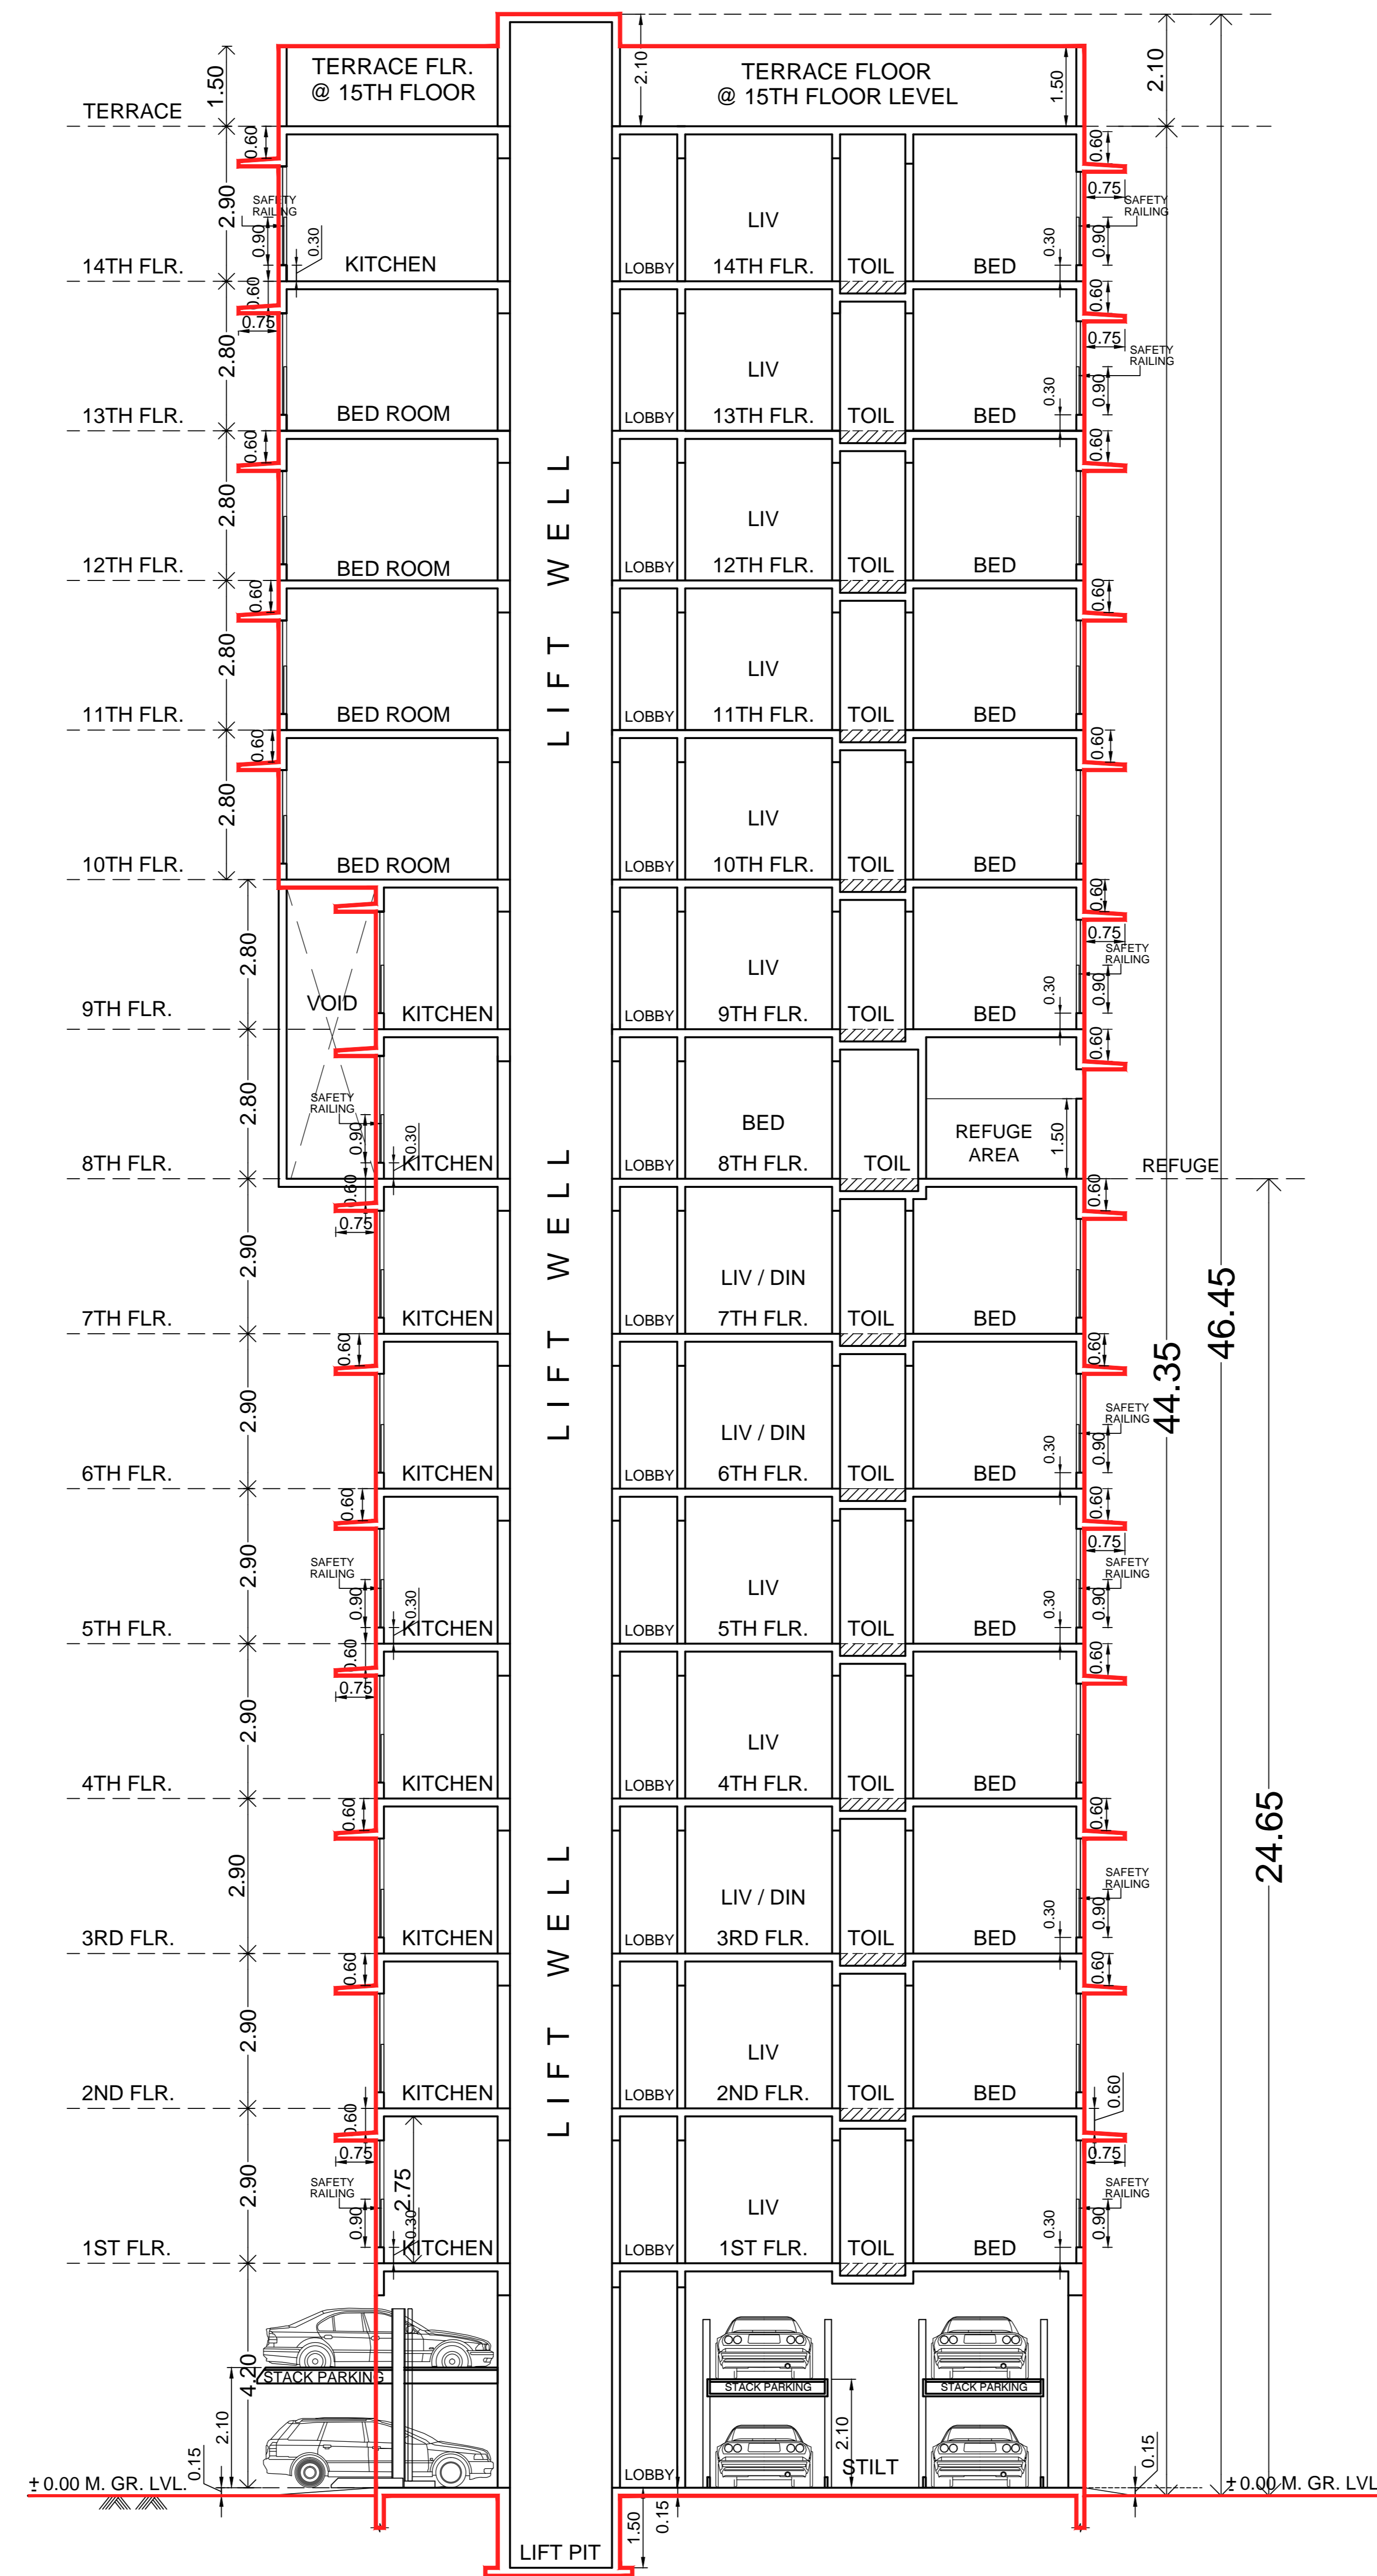 2.10
2.10
1.50
TERRACE FLR.
@ 15TH FLOOR
TERRACE FLOOR
@ 15TH FLOOR LEVEL
1.50
TERRACE
0.60
0.60
2.90
SAFETY
RAILING
0.90
0.30
LIV
0.30
0.75
SAFETY
RAILING
0.90
14TH FLR.
KITCHEN
LOBBY
14TH FLR.
TOIL
BED
0.60
0.75
0.60
2.80
LIV
0.30
0.75
SAFETY
RAILING
0.90
13TH FLR.
BED ROOM
LOBBY
13TH FLR.
TOIL
BED
0.60
0.60
2.80
LIFT WELL
LIV
12TH FLR.
BED ROOM
LOBBY
12TH FLR.
TOIL
BED
0.60
0.60
2.80
LIV
11TH FLR.
BED ROOM
LOBBY
11TH FLR.
TOIL
BED
0.60
0.60
2.80
LIV
10TH FLR.
BED ROOM
LOBBY
10TH FLR.
TOIL
BED
0.60
2.80
LIV
0.30
0.75
SAFETY
RAILING
0.90
9TH FLR.
VOID
KITCHEN
LOBBY
9TH FLR.
TOIL
BED
0.60
2.80
SAFETY
RAILING
0.90
0.30
BED
REFUGE
AREA
1.50
8TH FLR.
KITCHEN
LOBBY
8TH FLR.
TOIL
REFUGE
0.60
0.75
0.60
2.90
LIFT WELL
LIV / DIN
7TH FLR.
KITCHEN
LOBBY
7TH FLR.
TOIL
BED
46.45
44.35
0.60
0.60
2.90
LIV / DIN
0.30
SAFETY
RAILING
0.90
6TH FLR.
KITCHEN
LOBBY
6TH FLR.
TOIL
BED
0.60
0.60
2.90
SAFETY
RAILING
0.90
0.30
LIV
0.30
0.75
SAFETY
RAILING
0.90
5TH FLR.
KITCHEN
LOBBY
5TH FLR.
TOIL
BED
0.60
0.75
0.60
2.90
LIV
4TH FLR.
KITCHEN
LOBBY
4TH FLR.
TOIL
BED
24.65
0.60
0.60
2.90
LIFT WELL
LIV / DIN
0.30
SAFETY
RAILING
0.90
3RD FLR.
KITCHEN
LOBBY
3RD FLR.
TOIL
BED
0.60
0.60
2.90
LIV
2ND FLR.
KITCHEN
LOBBY
2ND FLR.
TOIL
BED
0.60
0.60
0.75
0.75
2.90
SAFETY
RAILING
0.90
2.75
0.30
LIV
0.30
SAFETY
RAILING
0.90
1ST FLR.
KITCHEN
LOBBY
1ST FLR.
TOIL
BED
4.20
STACK PARKING
STACK PARKING
STACK PARKING
2.10
2.10
0.15
LOBBY
STILT
0.15
± 0.00 M. GR. LVL.
± 0.00 M. GR. LVL
0.15
1.50
LIFT PIT